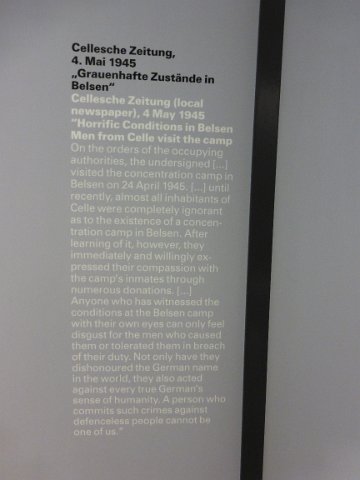 Cellesche Zeitung,
4. Mai 1945
„Grauenhafte Zustände in
Belsen“
Cellesche Zeitung (local
newspaper), 4 May 1945
“Horrific Conditions in Belsen
Men from Celle visit the camp
On the orders of the occupying
authorities, the undersigned [...]
visited the concentration camp in
Belsen on 24 April 1945. [...] until
recently, almost all inhabitants of
Celle were completely ignorant
as to the existence of a concen-
tration camp in Belsen. After
learning of it, however, they
immediately and willingly ex-
pressed their compassion with
the camp's inmates through
numerous donations. [...]
Anyone who has witnessed the
conditions at the Belsen camp
with their own eyes can only feel
disgust for the men who caused
them or tolerated them in breach
of their duty. Not only have they
dishonoured the German name
in the world, they also acted
against every true German's
sense of humanity. A person who
commits such crimes against
defenceless people cannot be
one of us.”